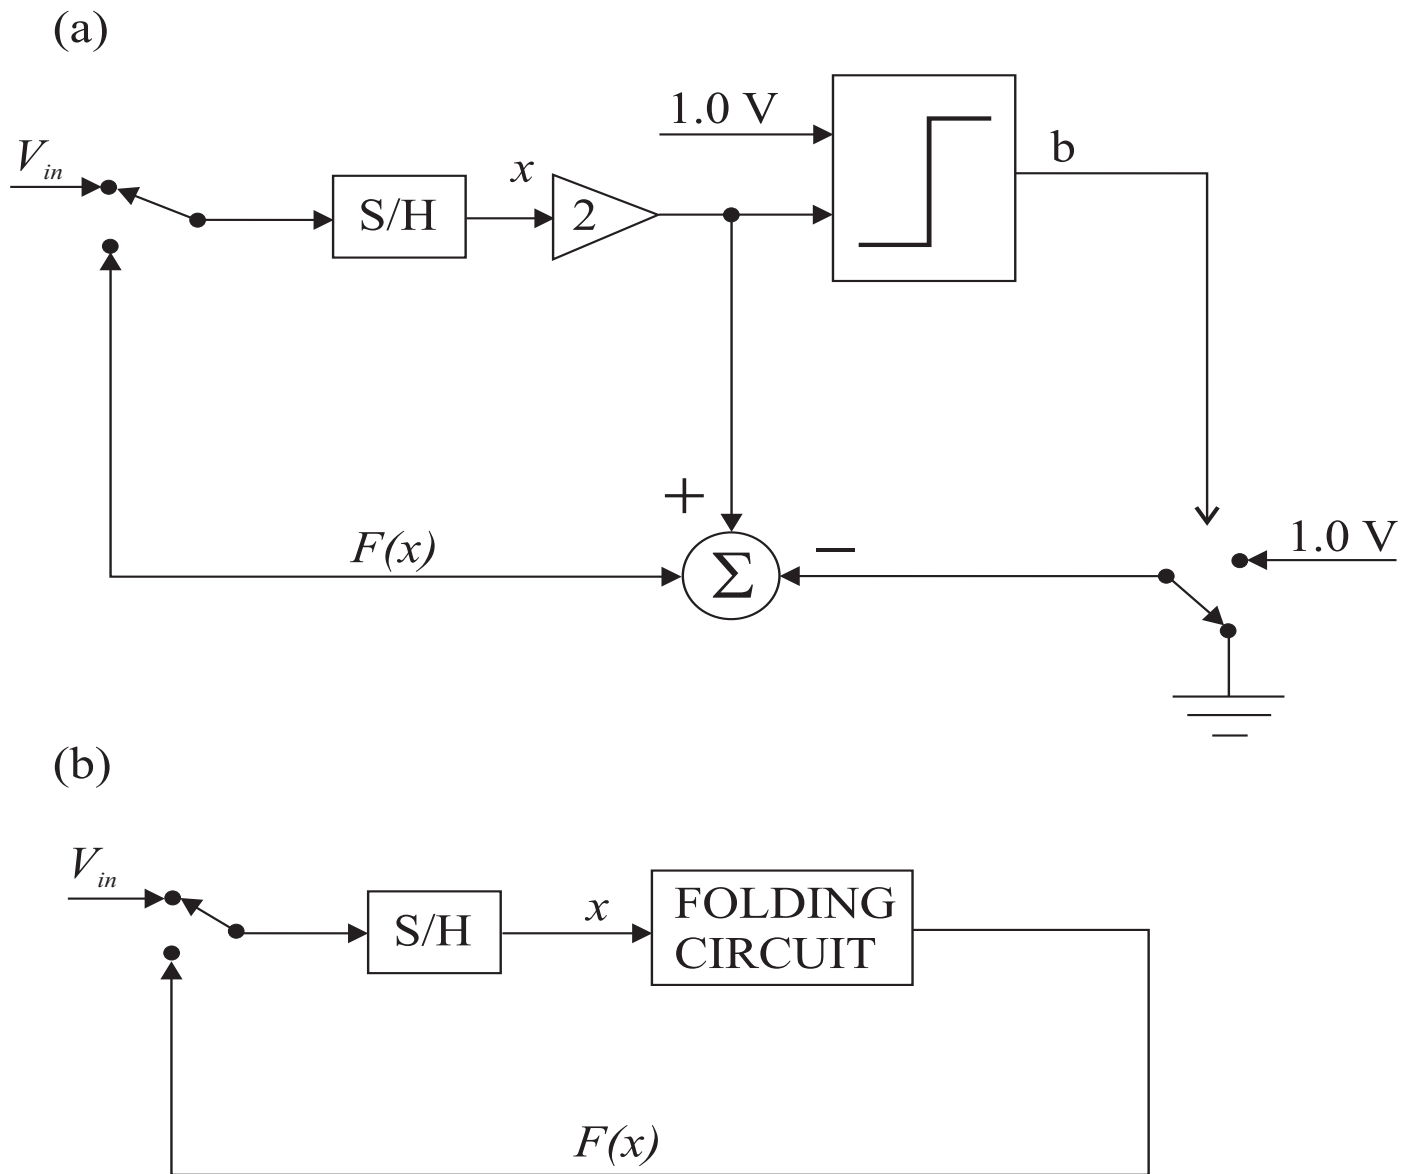 (a)
1.0 V
b
V_in
x
S/H
2
+
−
1.0 V
F(x)
Σ
(b)
V_in
x
S/H
FOLDING
CIRCUIT
F(x)